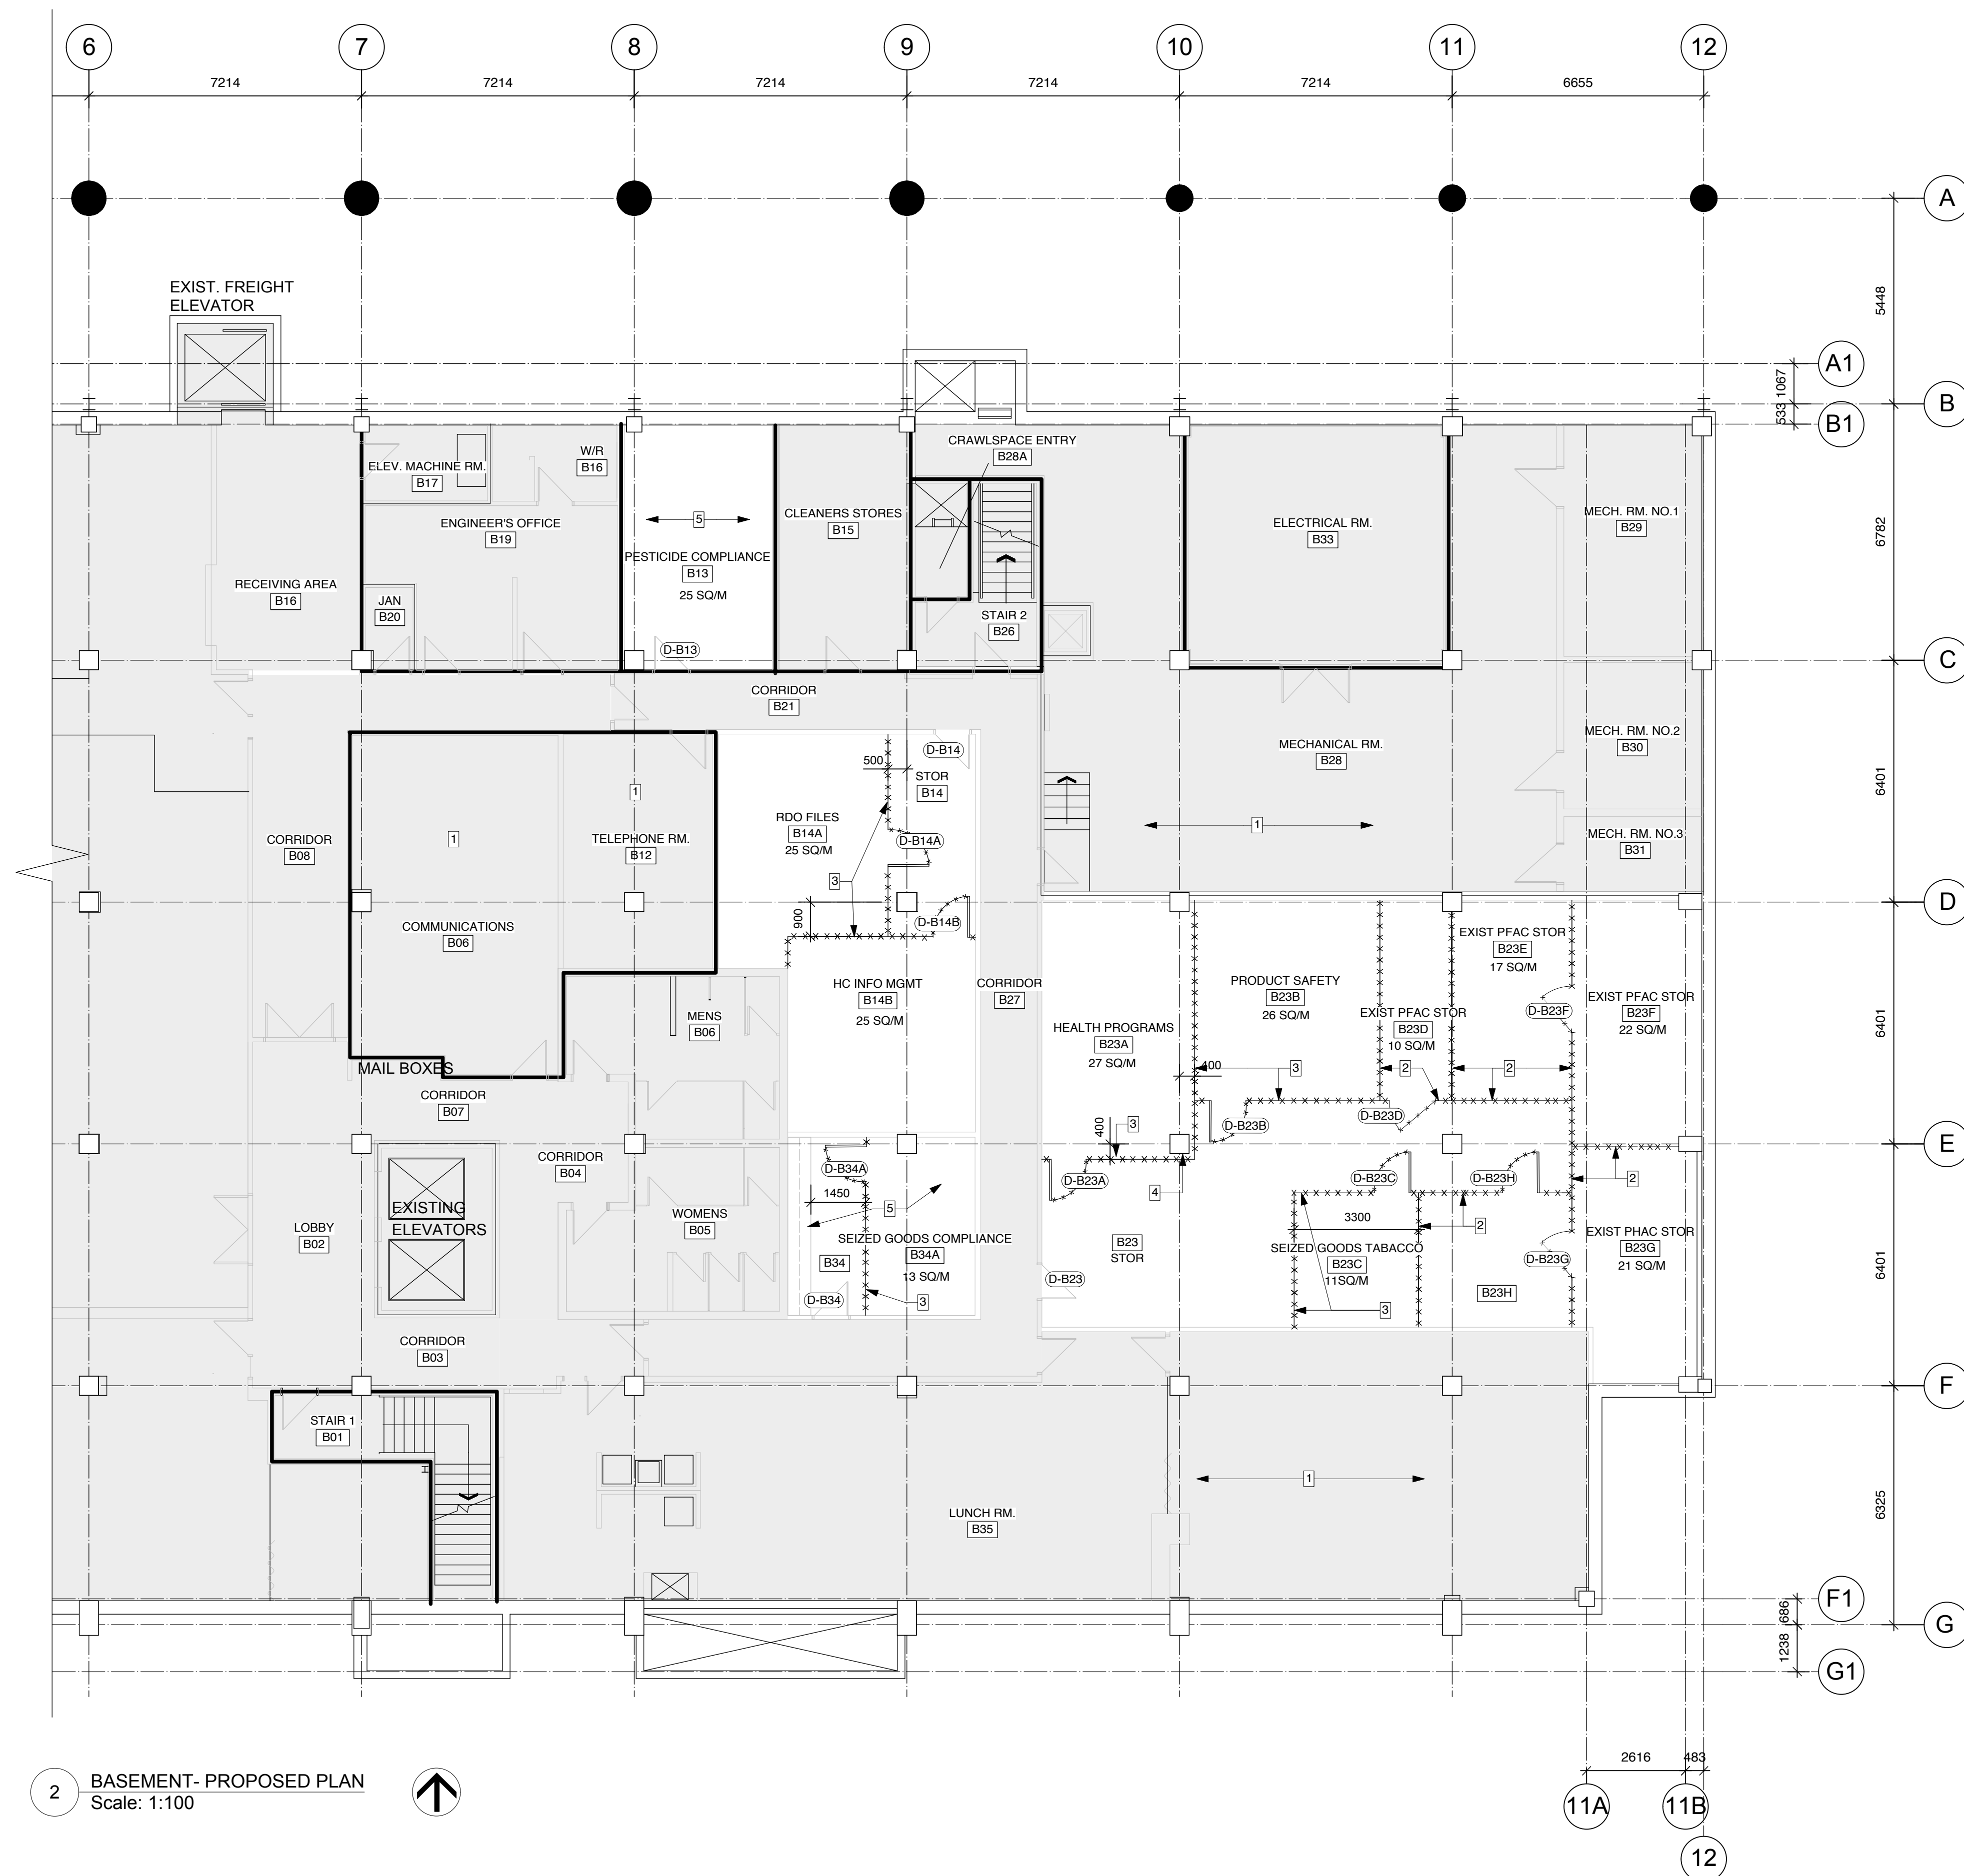 6
7
8
9
10
11
12
7214
7214
7214
7214
7214
6655
A
5448
EXIST. FREIGHT
ELEVATOR
A1
1067
B
533
B1
CRAWLSPACE ENTRY
B28A
W/R
B16
ELEV. MACHINE RM.
B17
ENGINEER'S OFFICE
B19
5
CLEANERS STORES
B15
PESTICIDE COMPLIANCE
B13
25 SQ/M
ELECTRICAL RM.
B33
MECH. RM. NO.1
B29
6782
RECEIVING AREA
B16
JAN
B20
STAIR 2
B26
D-B13
C
CORRIDOR
B21
MECHANICAL RM.
B28
MECH. RM. NO.2
B30
6401
D-B14
500
STOR
B14
1
RDO FILES
B14A
25 SQ/M
D-B14A
1
CORRIDOR
B08
1
TELEPHONE RM.
B12
MECH. RM. NO.3
B31
3
D
900
D-B14B
COMMUNICATIONS
B06
EXIST PFAC STOR
B23E
17 SQ/M
HC INFO MGMT
B14B
25 SQ/M
CORRIDOR
B27
PRODUCT SAFETY
B23B
26 SQ/M
EXIST PFAC STOR
B23F
22 SQ/M
D-B23F
6401
MENS
B06
HEALTH PROGRAMS
B23A
27 SQ/M
EXIST PFAC STOR
B23D
10 SQ/M
MAIL BOXES
400
3
2
2
CORRIDOR
B07
D-B23B
D-B23D
400
3
E
CORRIDOR
B04
D-B34A
D-B23A
D-B23C
D-B23H
2
1450
4
5
EXISTING
ELEVATORS
WOMENS
B05
3300
2
LOBBY
B02
SEIZED GOODS COMPLIANCE
B34A
13 SQ/M
B34
B23
STOR
SEIZED GOODS TABACCO
B23C
11SQ/M
EXIST PHAC STOR
B23G
21 SQ/M
D-B23G
6401
D-B23
D-B34
3
3
B23H
CORRIDOR
B03
F
STAIR 1
B01
H
1
LUNCH RM.
B35
6325
F1
686
G
1238
G1
2616
483
11A
11B
12
2
BASEMENT- PROPOSED PLAN
Scale: 1:100